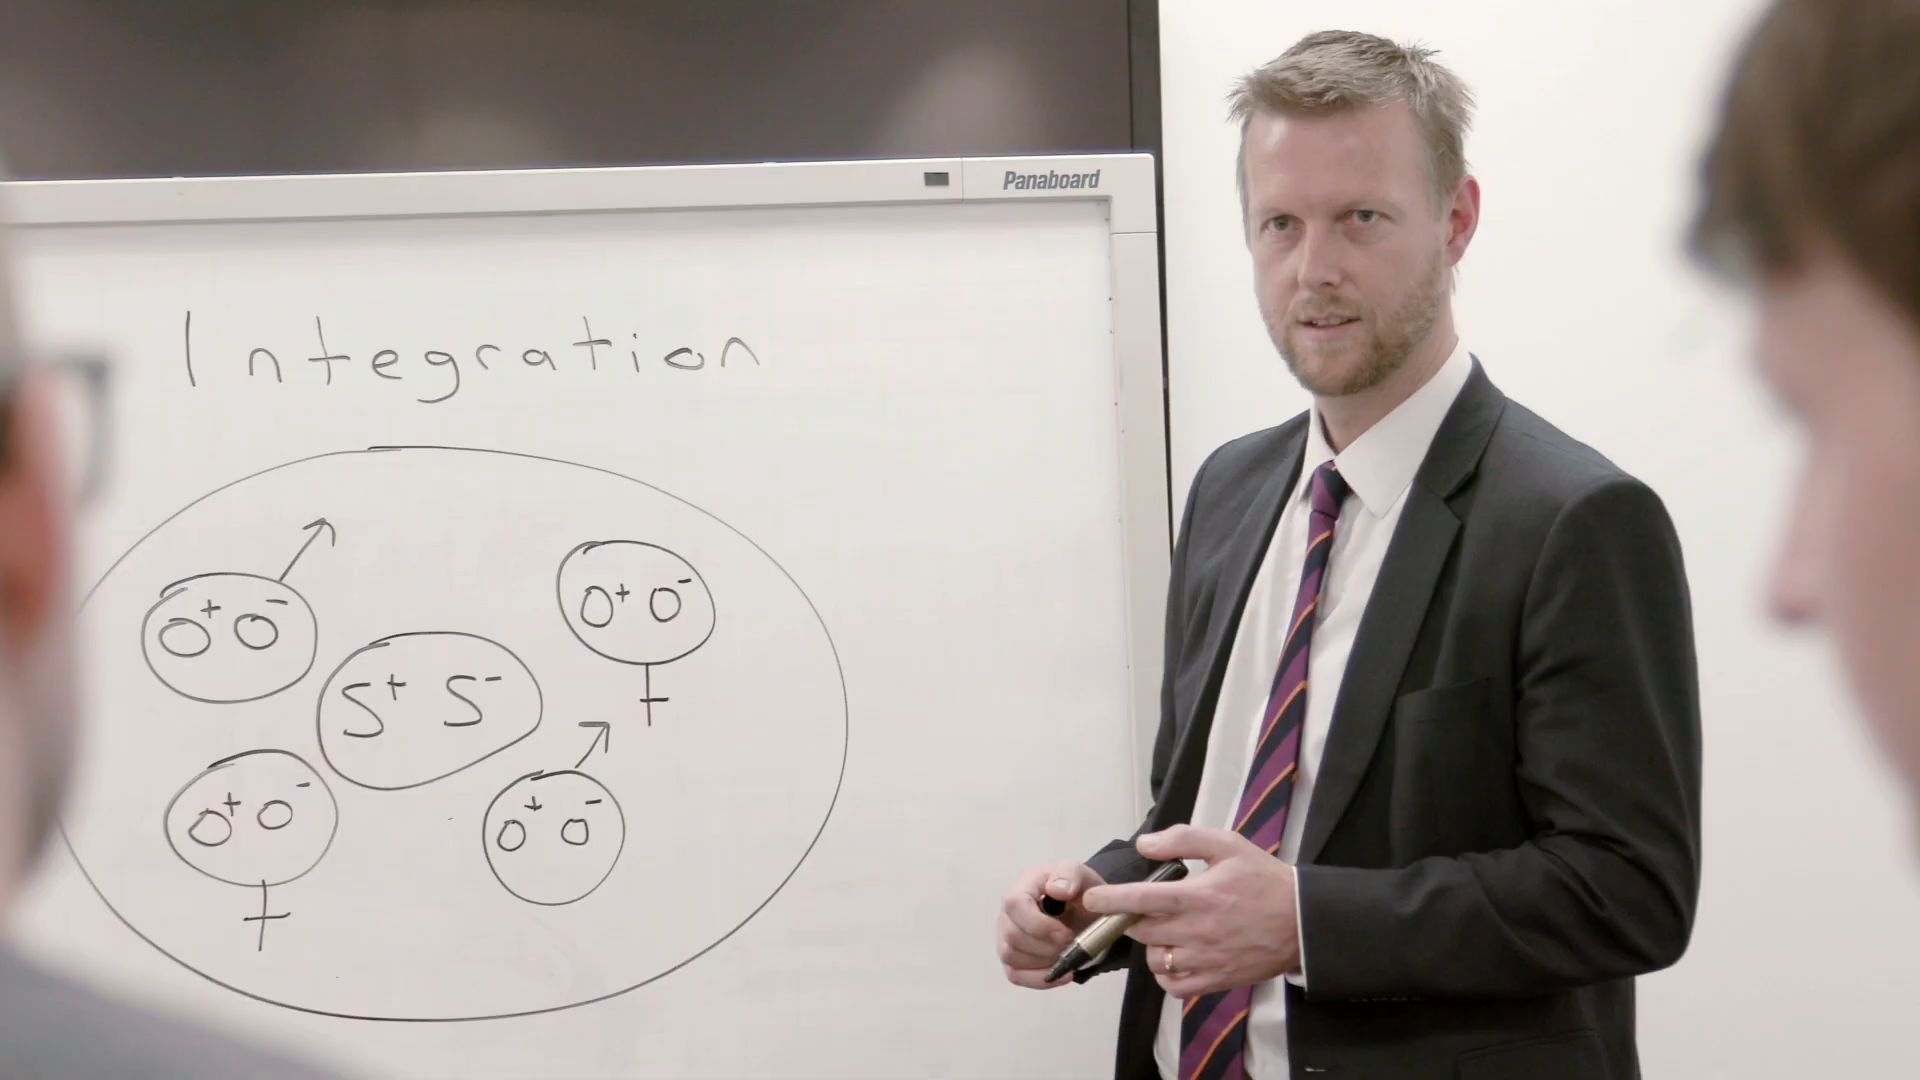 Panaboard
Integration
O⁺ O⁻
O⁺ O⁻
S⁺ S⁻
O⁺ O⁻
O⁺ O⁻